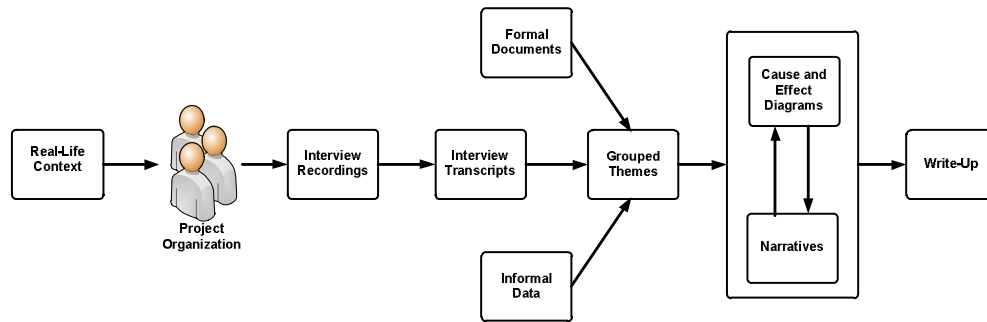 Formal
Documents
Cause and
Effect
Diagrams
Real-Life
Context
Interview
Recordings
Interview
Transcripts
Grouped
Themes
Write-Up
Project
Organization
Narratives
Informal
Data